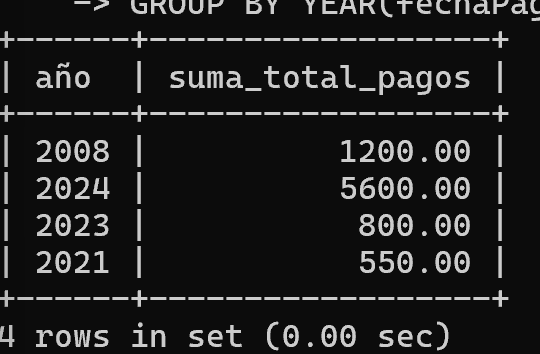 -> GROUP BY YEAR(fechaPag
+------+-------------------+
| año  | suma_total_pagos |
+------+-------------------+
| 2008 |          1200.00 |
| 2024 |          5600.00 |
| 2023 |           800.00 |
| 2021 |           550.00 |
+------+-------------------+
4 rows in set (0.00 sec)